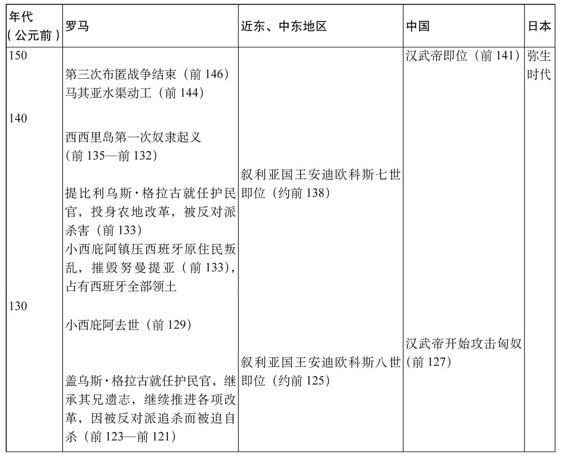 年代
(公元前)
罗马
近东、中东地区
中国
日本
150
第三次布匿战争结束（前 146）
马其亚水渠动工（前 144）
汉武帝即位（前 141）
弥生
时代
140
西西里岛第一次奴隶起义
(前 135—前 132）
叙利亚国王安迪欧科斯七世
即位（约前 138）
提比利乌斯·格拉古就任护民
官，投身农地改革，被反对派
杀害（前 133）
小西庇阿镇压西班牙原住民叛
乱，摧毁努曼提亚（前 133），
占有西班牙全部领土
130
小西庇阿去世（前 129）
汉武帝开始攻击匈奴
(前 127）
叙利亚国王安迪欧科斯八世
即位（约前 125）
盖乌斯·格拉古就任护民官，继
承其兄遗志，继续推进各项改
革，因被反对派追杀而被迫自
杀（前 123—前 121）